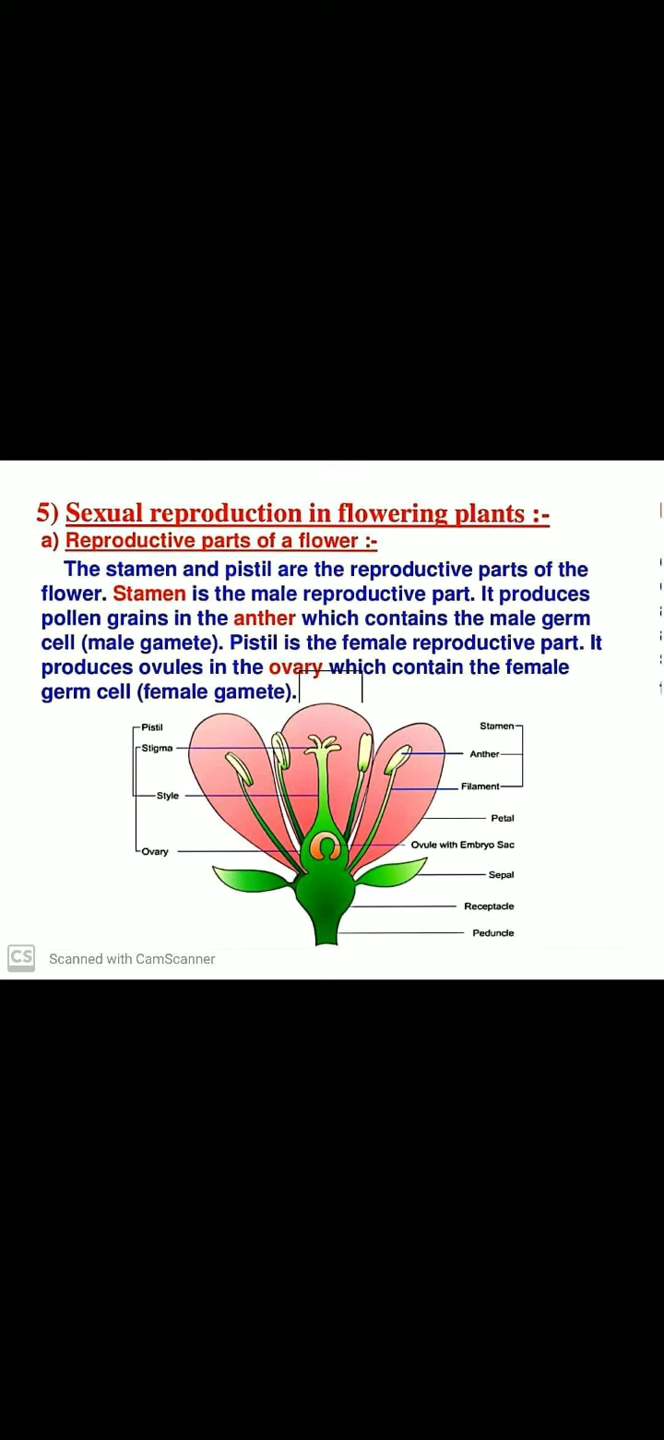 5) Sexual reproduction in flowering plants :-
a) Reproductive parts of a flower :-
The stamen and pistil are the reproductive parts of the
flower. Stamen is the male reproductive part. It produces
pollen grains in the anther which contains the male germ
cell (male gamete). Pistil is the female reproductive part. It
produces ovules in the ovary which contain the female
germ cell (female gamete).
Pistil
Stigma
Style
Ovary
Stamen
Anther
Filament
Petal
Ovule with Embryo Sac
Sepal
Receptacle
Peduncle
CS Scanned with CamScanner